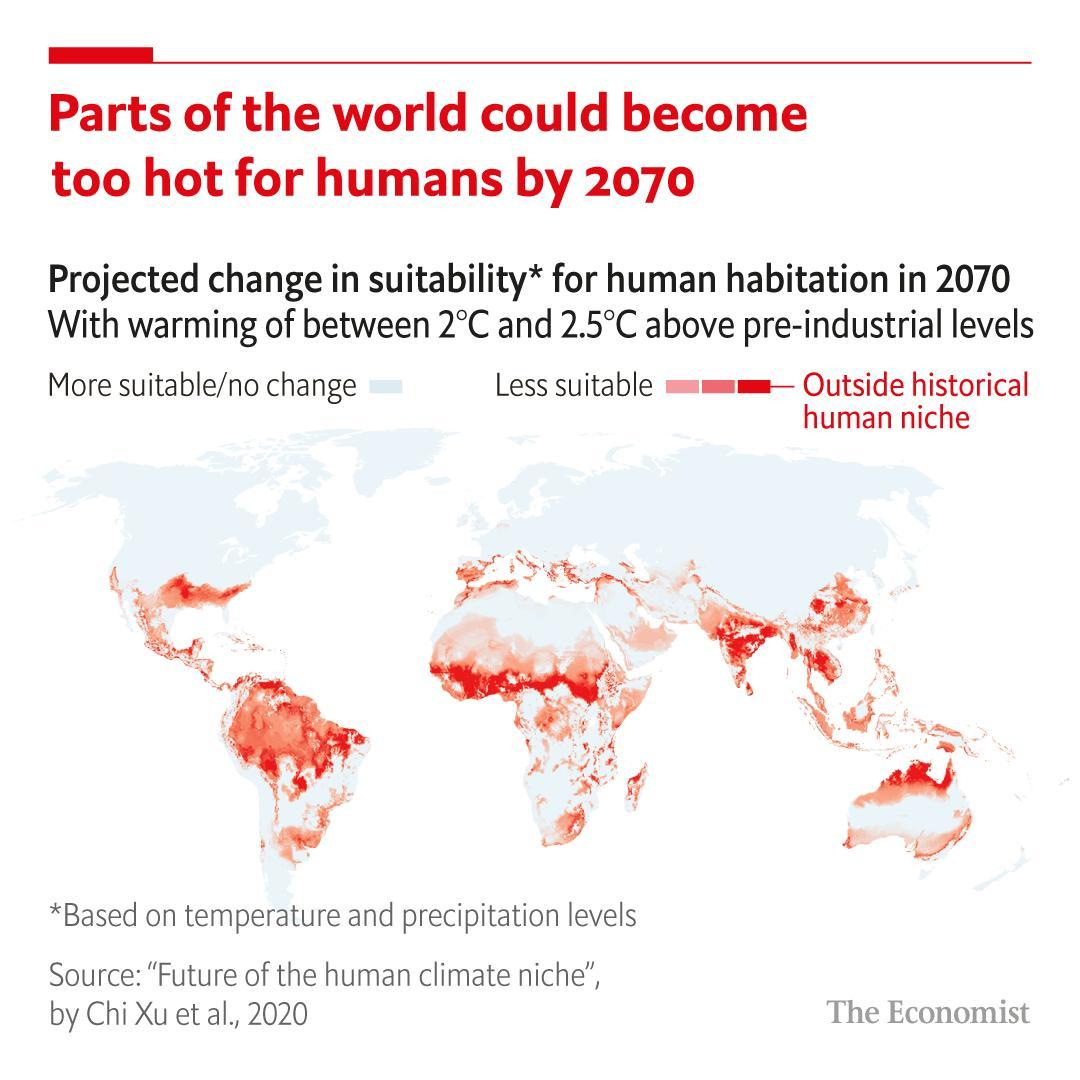 Parts of the world could become
too hot for humans by 2070
Projected change in suitability* for human habitation in 2070
With warming of between 2°C and 2.5°C above pre-industrial levels
More suitable/no change
Less suitable
Outside historical
human niche
*Based on temperature and precipitation levels
Source: “Future of the human climate niche”,
by Chi Xu et al., 2020
The Economist